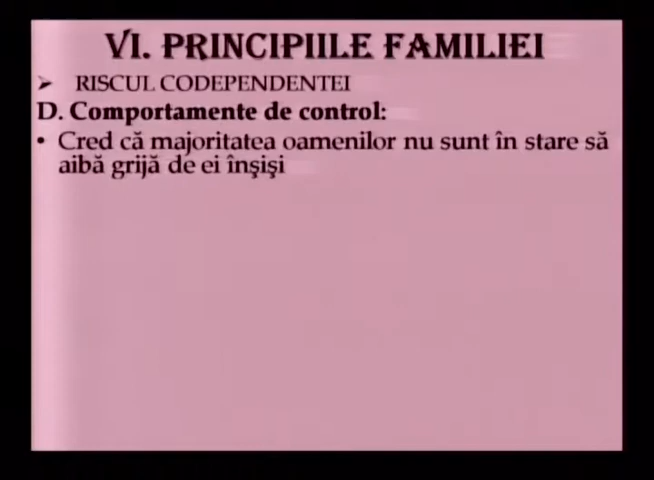 VI. PRINCIPIILE FAMILIEI
➢ RISCUL CODEPENDENTEI
D. Comportamente de control:
• Cred că majoritatea oamenilor nu sunt în stare să
aibă grijă de ei înşişi